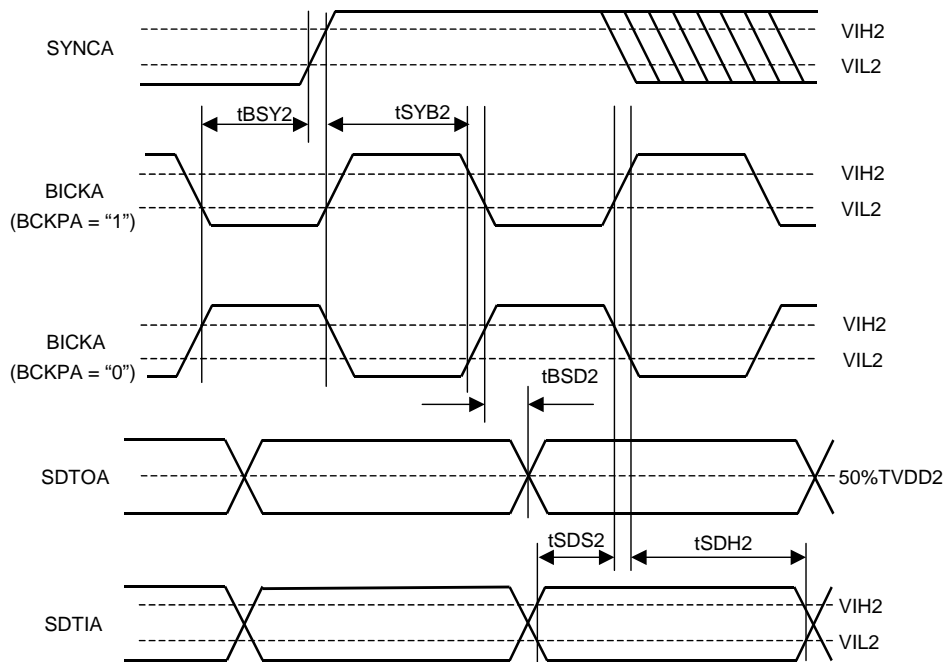 SYNCA
VIH2
VIL2
tBSY2
tSYB2
BICKA
(BCKPA = “1”)
VIH2
VIL2
BICKA
(BCKPA = “0”)
VIH2
VIL2
tBSD2
SDTOA
50%TVDD2
tSDS2
tSDH2
SDTIA
VIH2
VIL2